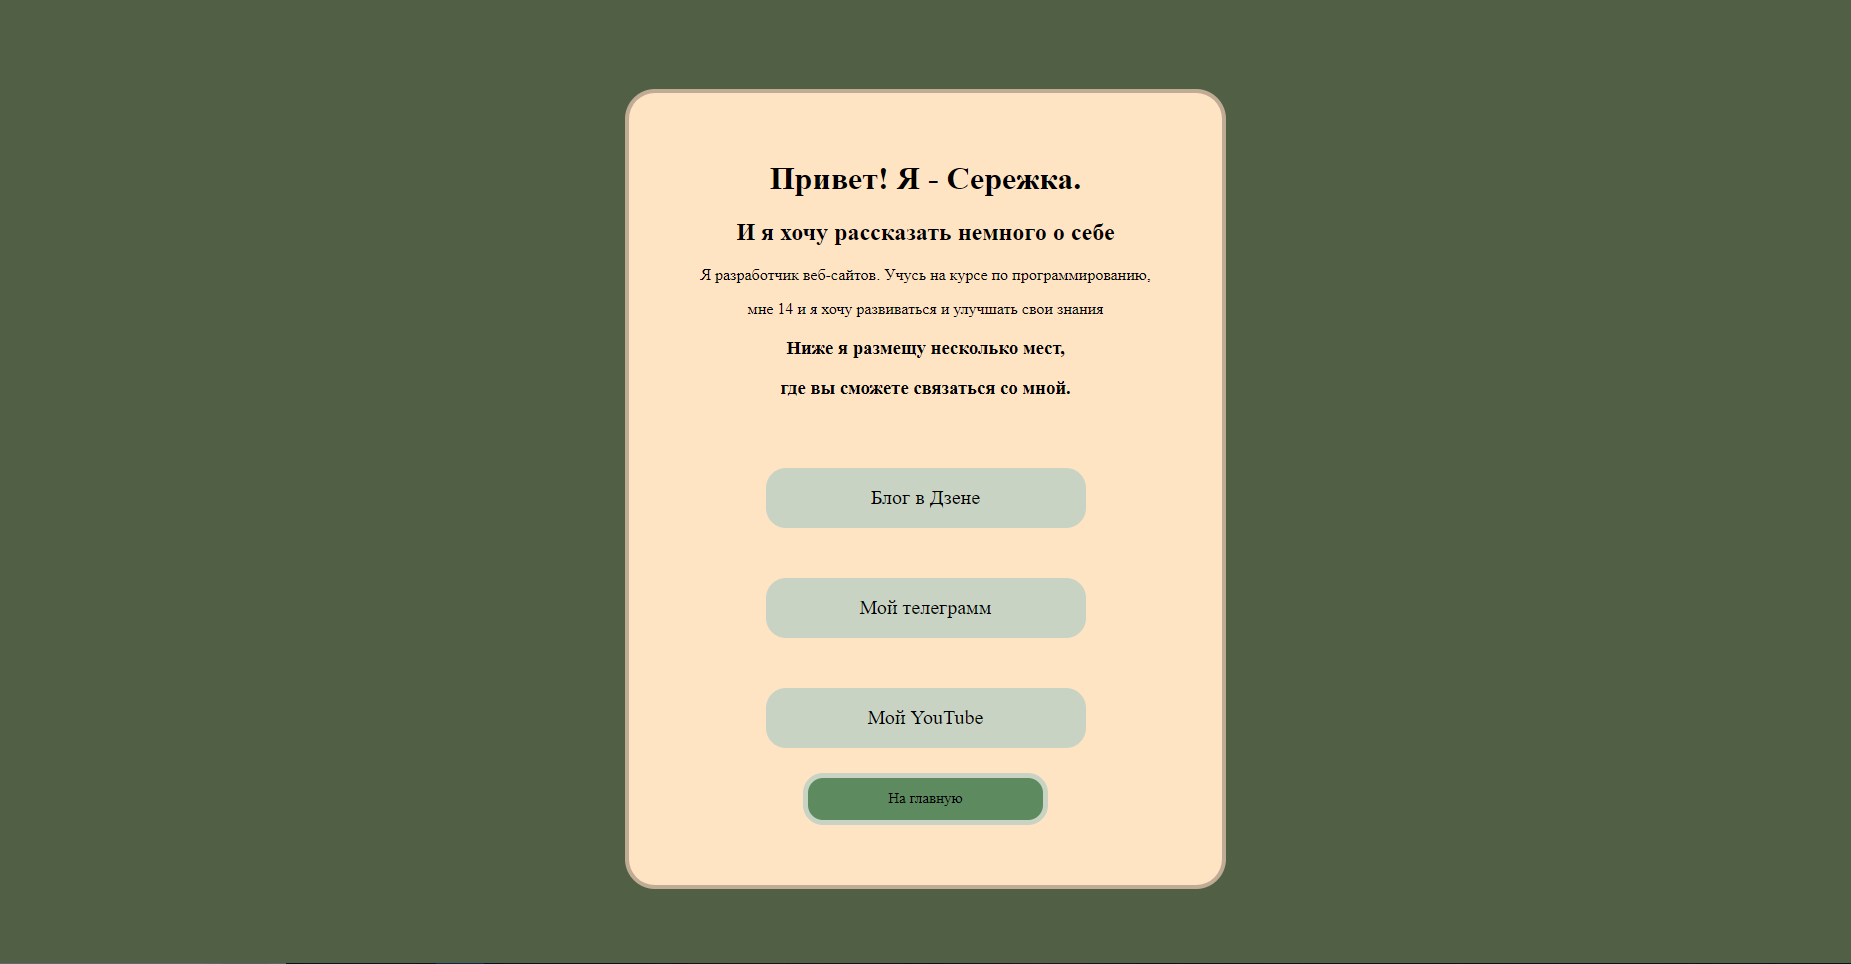 Привет! Я - Сережка.
И я хочу рассказать немного о себе
Я разработчик веб-сайтов. Учусь на курсе по программированию,
мне 14 и я хочу развиваться и улучшать свои знания
Ниже я размещу несколько мест,
где вы сможете связаться со мной.
Блог в Дзене
Мой телеграмм
Мой YouTube
На главную